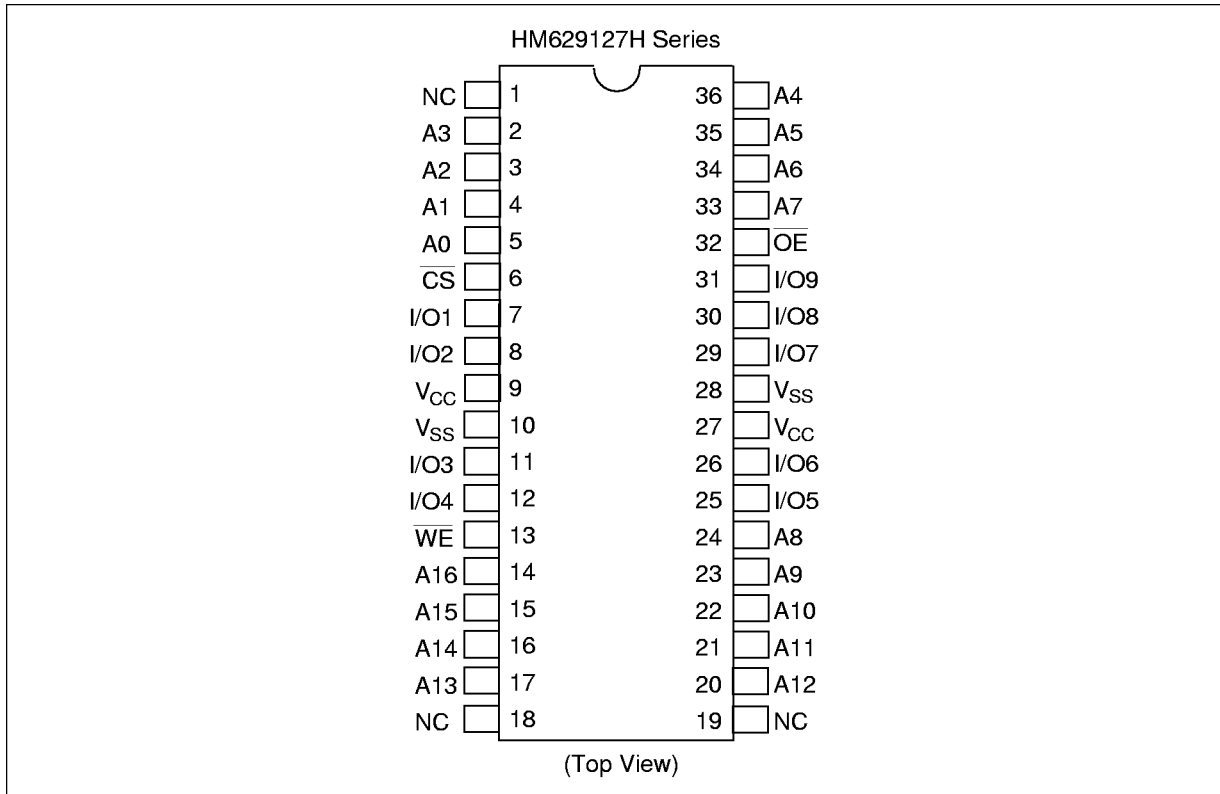 HM629127H Series
NC 1 36 A4
A3 2 35 A5
A2 3 34 A6
A1 4 33 A7
A0 5 32 O̅E̅
C̅S̅ 6 31 I/O9
I/O1 7 30 I/O8
I/O2 8 29 I/O7
VCC 9 28 VSS
VSS 10 27 VCC
I/O3 11 26 I/O6
I/O4 12 25 I/O5
W̅E̅ 13 24 A8
A16 14 23 A9
A15 15 22 A10
A14 16 21 A11
A13 17 20 A12
NC 18 19 NC
(Top View)